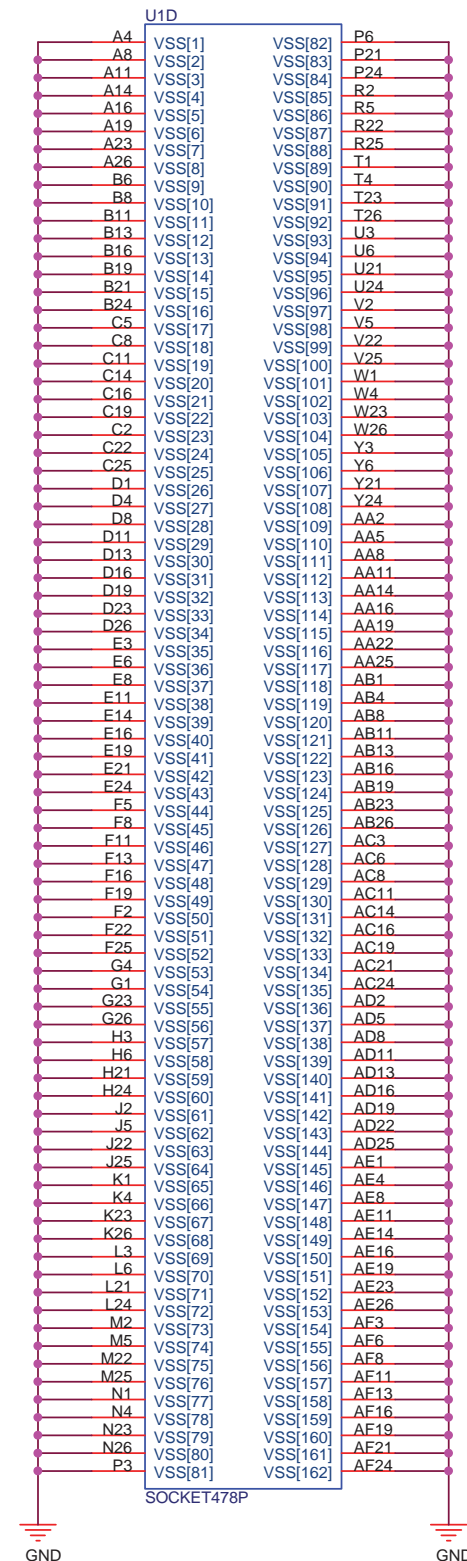 U1D
A4 VSS[1] VSS[82] P6
A8 VSS[2] VSS[83] P21
A11 VSS[3] VSS[84] P24
A14 VSS[4] VSS[85] R2
A16 VSS[5] VSS[86] R5
A19 VSS[6] VSS[87] R22
A23 VSS[7] VSS[88] R25
A26 VSS[8] VSS[89] T1
B6 VSS[9] VSS[90] T4
B8 VSS[10] VSS[91] T23
B11 VSS[11] VSS[92] T26
B13 VSS[12] VSS[93] U3
B16 VSS[13] VSS[94] U6
B19 VSS[14] VSS[95] U21
B21 VSS[15] VSS[96] U24
B24 VSS[16] VSS[97] V2
C5 VSS[17] VSS[98] V5
C8 VSS[18] VSS[99] V22
C11 VSS[19] VSS[100] V25
C14 VSS[20] VSS[101] W1
C16 VSS[21] VSS[102] W4
C19 VSS[22] VSS[103] W23
C2 VSS[23] VSS[104] W26
C22 VSS[24] VSS[105] Y3
C25 VSS[25] VSS[106] Y6
D1 VSS[26] VSS[107] Y21
D4 VSS[27] VSS[108] Y24
D8 VSS[28] VSS[109] AA2
D11 VSS[29] VSS[110] AA5
D13 VSS[30] VSS[111] AA8
D16 VSS[31] VSS[112] AA11
D19 VSS[32] VSS[113] AA14
D23 VSS[33] VSS[114] AA16
D26 VSS[34] VSS[115] AA19
E3 VSS[35] VSS[116] AA22
E6 VSS[36] VSS[117] AA25
E8 VSS[37] VSS[118] AB1
E11 VSS[38] VSS[119] AB4
E14 VSS[39] VSS[120] AB8
E16 VSS[40] VSS[121] AB11
E19 VSS[41] VSS[122] AB13
E21 VSS[42] VSS[123] AB16
E24 VSS[43] VSS[124] AB19
F5 VSS[44] VSS[125] AB23
F8 VSS[45] VSS[126] AB26
F11 VSS[46] VSS[127] AC3
F13 VSS[47] VSS[128] AC6
F16 VSS[48] VSS[129] AC8
F19 VSS[49] VSS[130] AC11
F2 VSS[50] VSS[131] AC14
F22 VSS[51] VSS[132] AC16
F25 VSS[52] VSS[133] AC19
G4 VSS[53] VSS[134] AC21
G1 VSS[54] VSS[135] AC24
G23 VSS[55] VSS[136] AD2
G26 VSS[56] VSS[137] AD5
H3 VSS[57] VSS[138] AD8
H6 VSS[58] VSS[139] AD11
H21 VSS[59] VSS[140] AD13
H24 VSS[60] VSS[141] AD16
J2 VSS[61] VSS[142] AD19
J5 VSS[62] VSS[143] AD22
J22 VSS[63] VSS[144] AD25
J25 VSS[64] VSS[145] AE1
K1 VSS[65] VSS[146] AE4
K4 VSS[66] VSS[147] AE8
K23 VSS[67] VSS[148] AE11
K26 VSS[68] VSS[149] AE14
L3 VSS[69] VSS[150] AE16
L6 VSS[70] VSS[151] AE19
L21 VSS[71] VSS[152] AE23
L24 VSS[72] VSS[153] AE26
M2 VSS[73] VSS[154] AF3
M5 VSS[74] VSS[155] AF6
M22 VSS[75] VSS[156] AF8
M25 VSS[76] VSS[157] AF11
N1 VSS[77] VSS[158] AF13
N4 VSS[78] VSS[159] AF16
N23 VSS[79] VSS[160] AF19
N26 VSS[80] VSS[161] AF21
P3 VSS[81] VSS[162] AF24
SOCKET478P
GND GND